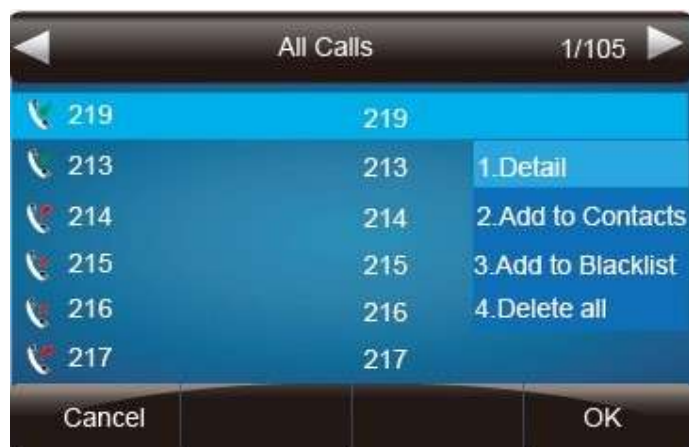 All Calls 1/105
219 219
213 213 1.Detail
214 214 2.Add to Contacts
215 215 3.Add to Blacklist
216 216 4.Delete all
217 217
Cancel OK